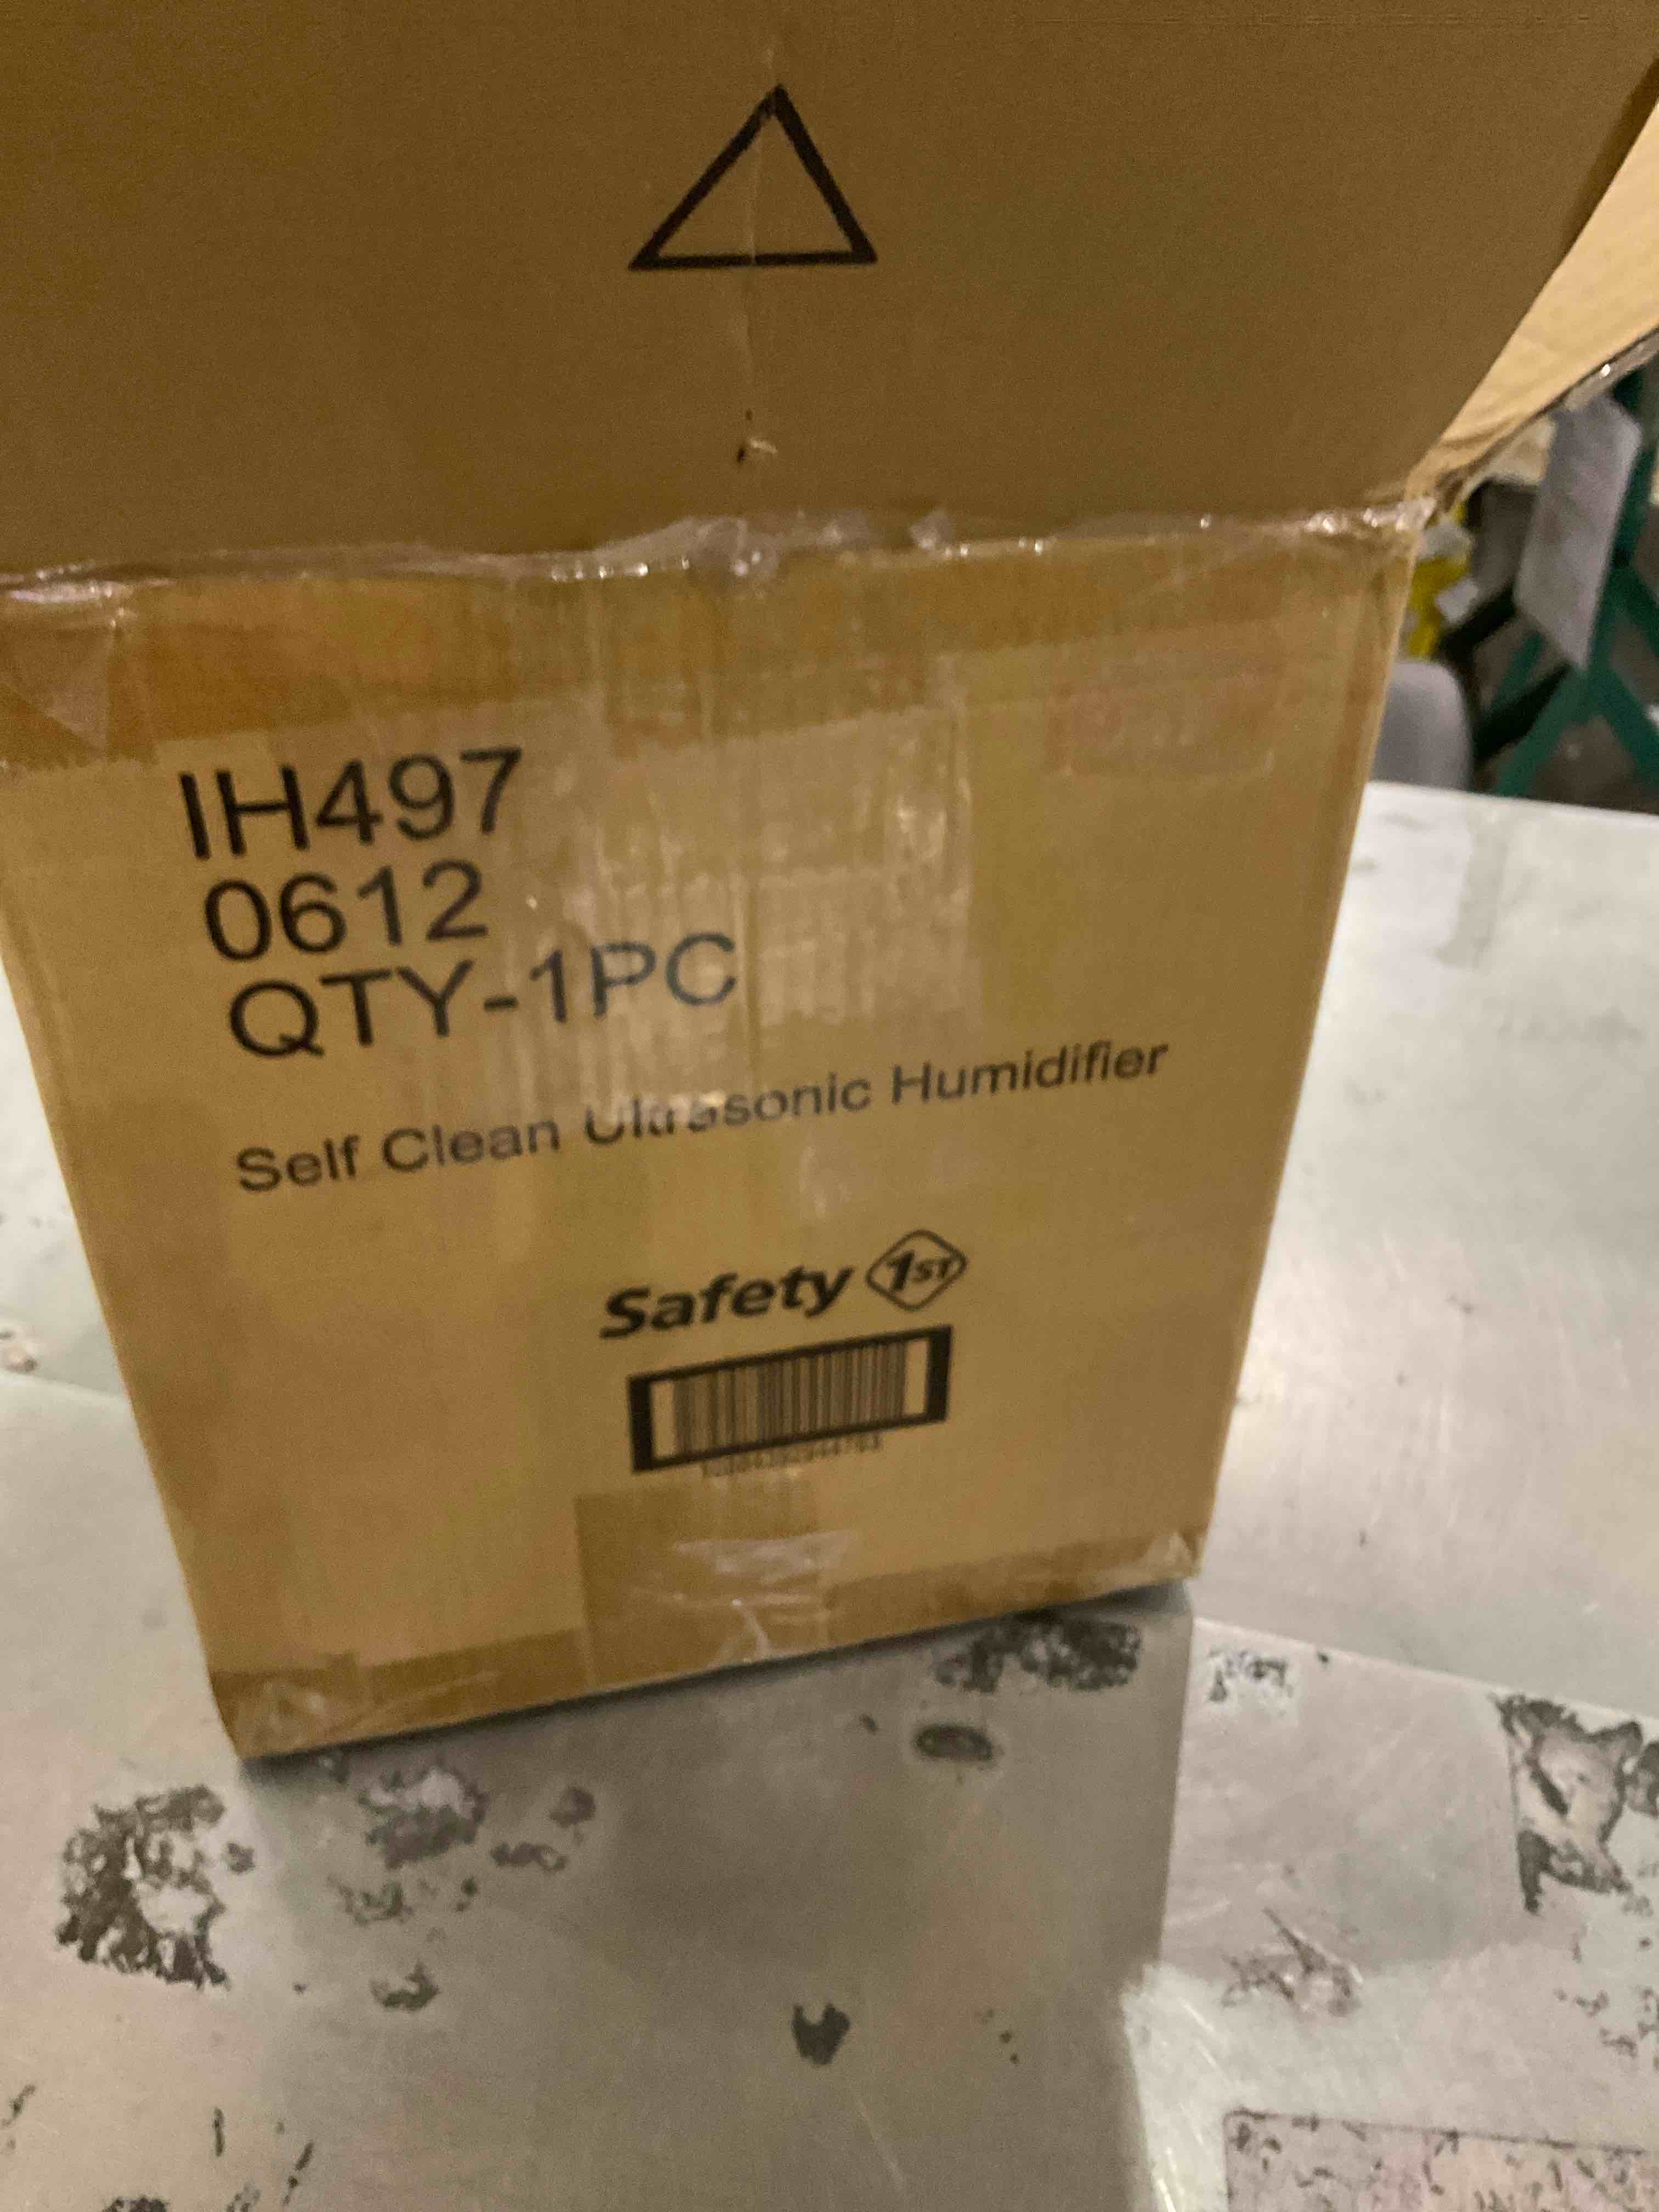 IH497
0612
QTY-1PC
Self Clean Ultrasonic Humidifier
Safety 1ST